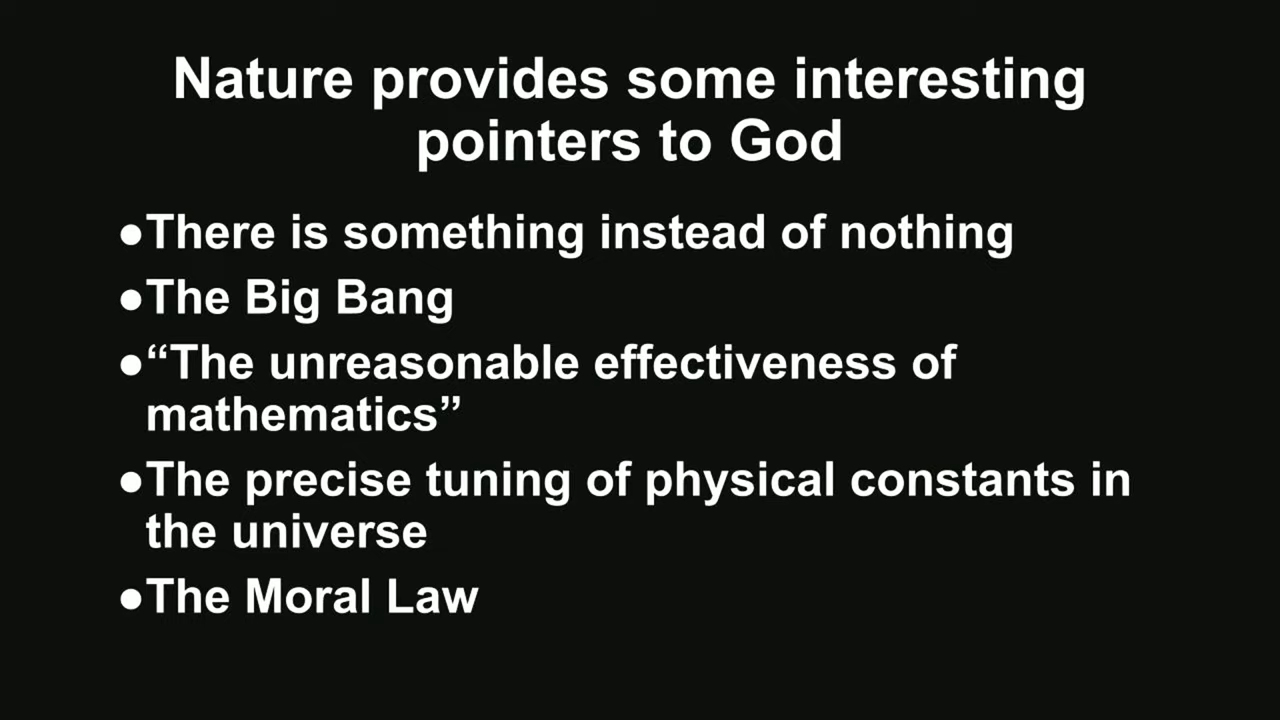 Nature provides some interesting
pointers to God
●There is something instead of nothing
●The Big Bang
●“The unreasonable effectiveness of
mathematics”
●The precise tuning of physical constants in
the universe
●The Moral Law